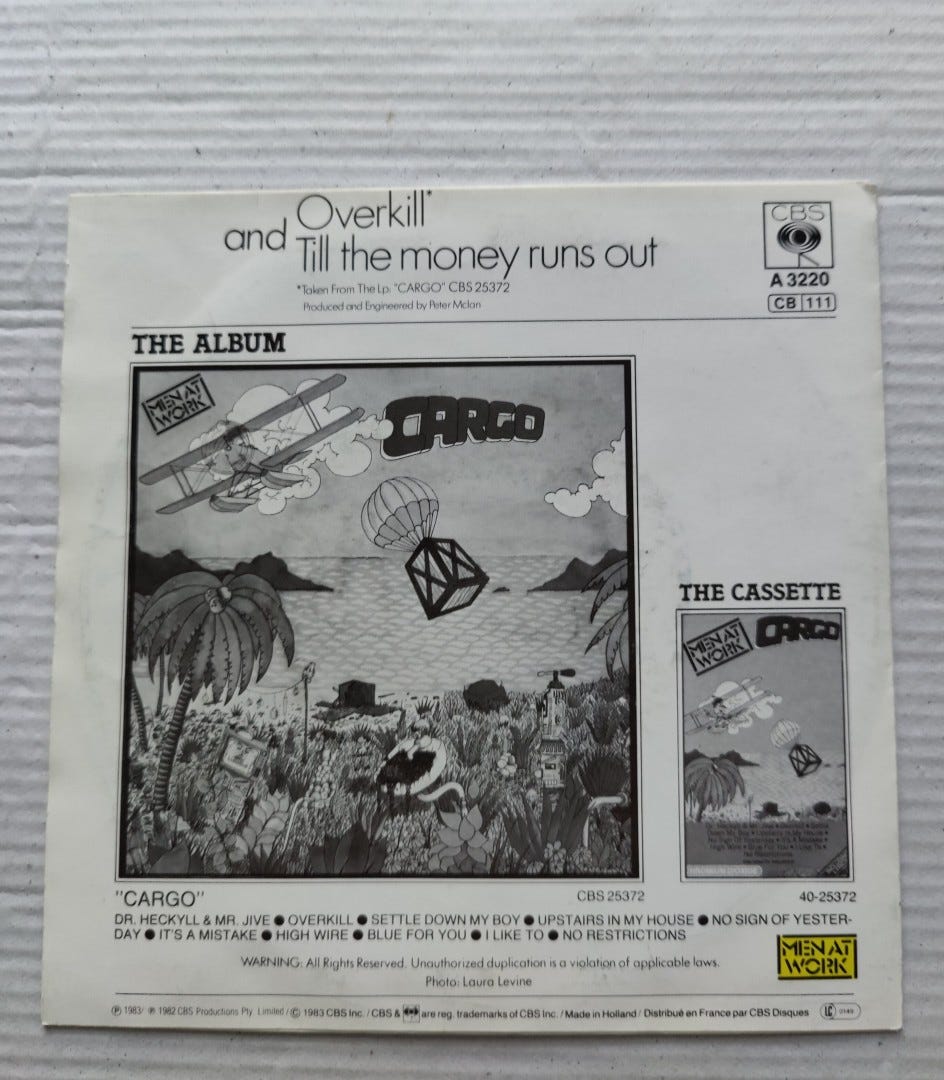 Overkill*
and Till the money runs out
*Taken From The Lp: "CARGO" CBS 25372
Produced and Engineered by Peter McIan
CBS
A 3220
CB 111
THE ALBUM
MEN AT
WORK
CARGO
THE CASSETTE
MEN AT
WORK
CARGO
"CARGO"
CBS 25372
40-25372
DR. HECKYLL & MR. JIVE ● OVERKILL ● SETTLE DOWN MY BOY ● UPSTAIRS IN MY HOUSE ● NO SIGN OF YESTER-
DAY ● IT'S A MISTAKE ● HIGH WIRE ● BLUE FOR YOU ● I LIKE TO ● NO RESTRICTIONS
MEN AT
WORK
WARNING: All Rights Reserved. Unauthorized duplication is a violation of applicable laws.
Photo: Laura Levine
℗ 1983/ ℗ 1982 CBS Productions Pty. Limited / © 1983 CBS Inc. / CBS & are reg. trademarks of CBS Inc. / Made in Holland / Distribué en France par CBS Disques
LC 0149